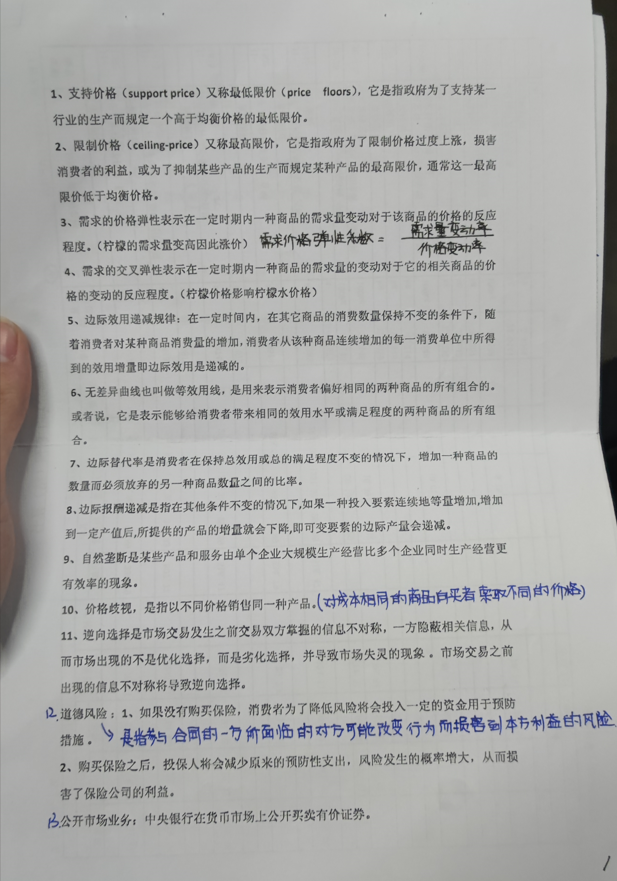 1、支持价格（support price）又称最低限价（price floors），它是指政府为了支持某一
行业的生产而规定一个高于均衡价格的最低限价。
2、限制价格（ceiling-price）又称最高限价，它是指政府为了限制价格过度上涨，损害
消费者的利益，或为了抑制某些产品的生产而规定某种产品的最高限价，通常这一最高
限价低于均衡价格。
3、需求的价格弹性表示在一定时期内一种商品的需求量变动对于该商品的价格的反应
程度。（柠檬的需求量变高因此涨价） 需求价格弹性系数 = 需求量变动率
价格变动率
4、需求的交叉弹性表示在一定时期内一种商品的需求量的变动对于它的相关商品的价
格的变动的反应程度。（柠檬价格影响柠檬水价格）
5、边际效用递减规律：在一定时间内，在其它商品的消费数量保持不变的条件下，随
着消费者对某种商品消费量的增加，消费者从该种商品连续增加的每一消费单位中所得
到的效用增量即边际效用是递减的。
6、无差异曲线也叫做等效用线，是用来表示消费者偏好相同的两种商品的所有组合的。
或者说，它是表示能够给消费者带来相同的效用水平或满足程度的两种商品的所有组
合。
7、边际替代率是消费者在保持总效用或总的满足程度不变的情况下，增加一种商品的
数量而必须放弃的另一种商品数量之间的比率。
8、边际报酬递减是指在其他条件不变的情况下,如果一种投入要素连续地等量增加,增加
到一定产值后,所提供的产品的增量就会下降,即可变要素的边际产量会递减。
9、自然垄断是某些产品和服务由单个企业大规模生产经营比多个企业同时生产经营更
有效率的现象。
10、价格歧视，是指以不同价格销售同一种产品。（对成本相同的商品向买者索取不同的价格）
11、逆向选择是市场交易发生之前交易双方掌握的信息不对称，一方隐蔽相关信息，从
而市场出现的不是优化选择，而是劣化选择，并导致市场失灵的现象 。市场交易之前
出现的信息不对称将导致逆向选择。
12.道德风险：1、如果没有购买保险，消费者为了降低风险将会投入一定的资金用于预防
措施。 是指参与合同的一方所面临的对方可能改变行为而损害到本方利益的风险
2、购买保险之后，投保人将会减少原来的预防性支出，风险发生的概率增大，从而损
害了保险公司的利益。
13.公开市场业务：中央银行在货币市场上公开买卖有价证券。
1